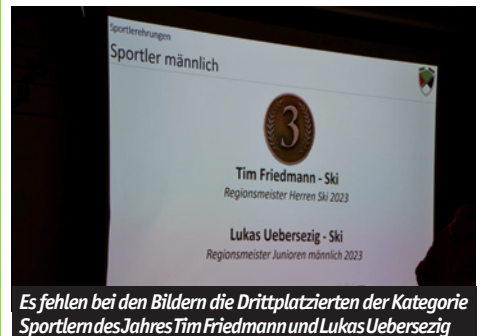 Sportlerehrungen
Sportler männlich
3
Tim Friedmann - Ski
Regionsmeister Herren Ski 2023
Lukas Uebersezig - Ski
Regionsmeister Junioren männlich 2023
Es fehlen bei den Bildern die Drittplatzierten der Kategorie
Sportlern des Jahres Tim Friedmann und Lukas Uebersezig